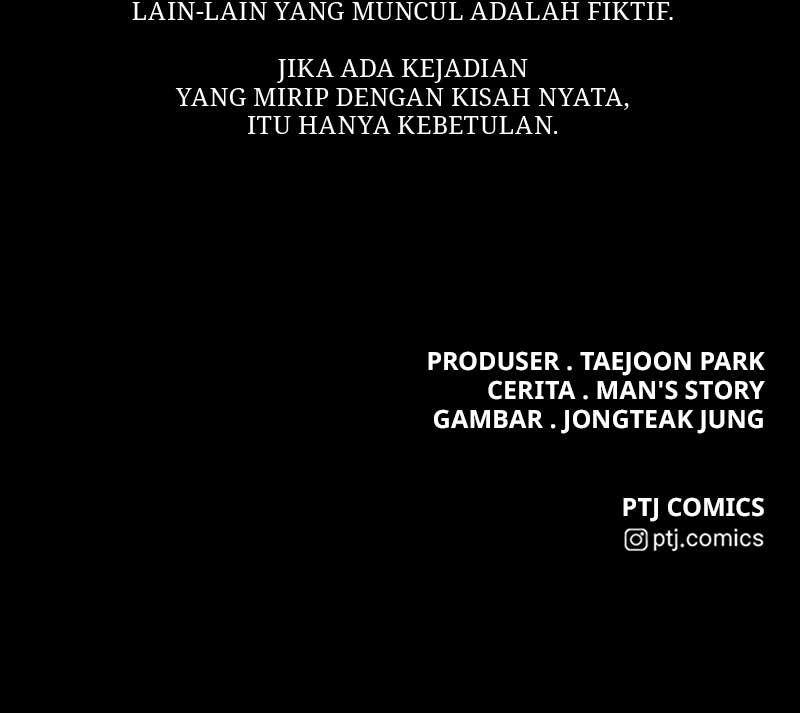 LAIN-LAIN YANG MUNCUL ADALAH FIKTIF.
JIKA ADA KEJADIAN
YANG MIRIP DENGAN KISAH NYATA,
ITU HANYA KEBETULAN.
PRODUSER . TAEJOON PARK
CERITA . MAN'S STORY
GAMBAR . JONGTEAK JUNG
PTJ COMICS
ptj.comics